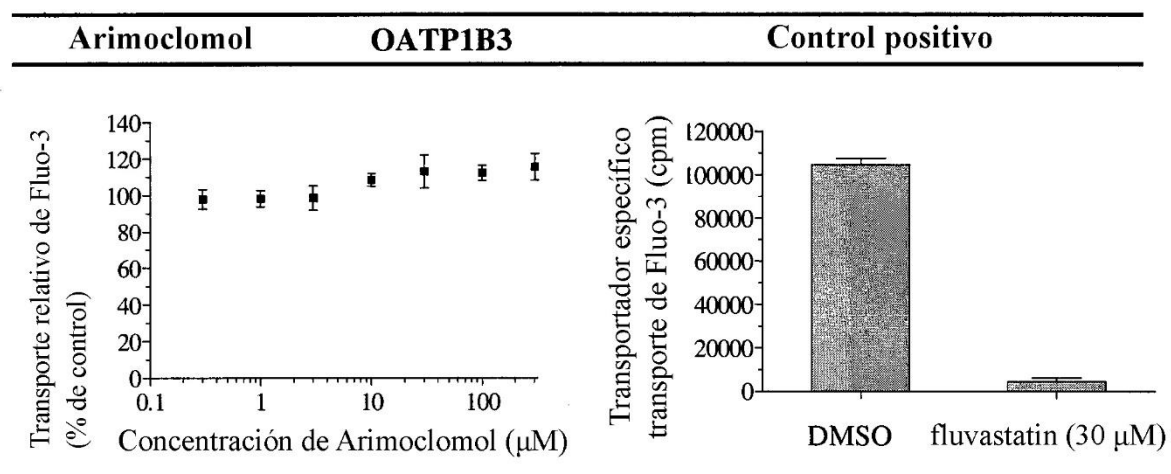 Arimoclomol OATP1B3 Control positivo
Transporte relativo de Fluo-3
(% de control)
140
120
100
80
60
40
20
0
0.1 1 10 100
Concentración de Arimoclomol (μM)
Transportador específico
transporte de Fluo-3 (cpm)
120000
100000
80000
60000
40000
20000
0
DMSO fluvastatin (30 μM)